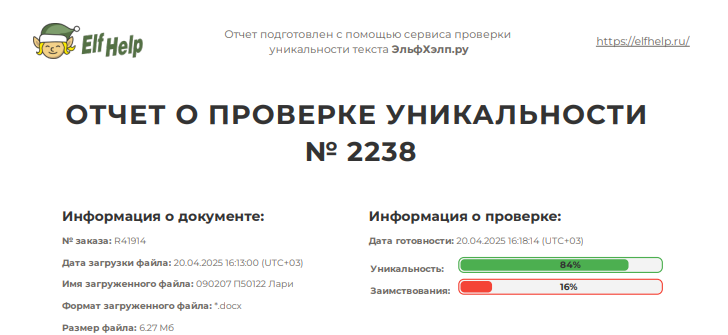 Elf Help
Отчет подготовлен с помощью сервиса проверки
уникальности текста ЭльфХэлп.ру
https://elfhelp.ru/
ОТЧЕТ О ПРОВЕРКЕ УНИКАЛЬНОСТИ
№ 2238
Информация о документе:
№ заказа: R41914
Дата загрузки файла: 20.04.2025 16:13:00 (UTC+03)
Имя загруженного файла: 090207 П50122 Лари
Формат загруженного файла: *.docx
Размер файла: 6.27 Мб
Информация о проверке:
Дата готовности: 20.04.2025 16:18:14 (UTC+03)
Уникальность: 84%
Заимствования: 16%